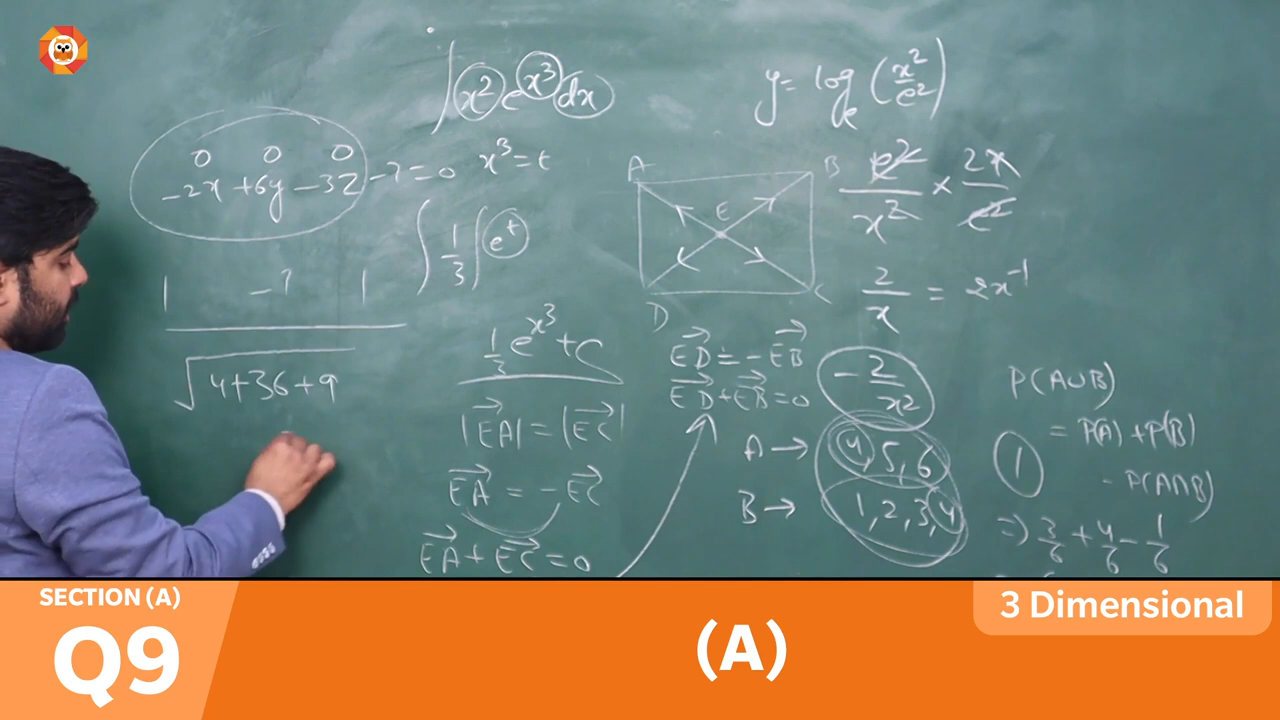 ∫ x² e^x³ dx
y = log_e (x²/e²)
0 0 0
-2x +6y -3z -7=0
x³=t
A B
e²/x² × 2x/e²
E
∫ 1/3 ∫ e^t
| -7 |
√4+36+9
2/x = 2x⁻¹
D C
1/3 e^x³ + c
ED = -EB
ED + EB = 0
-2/x²
P(A∪B)
= P(A) + P(B)
- P(A∩B)
|EA| = |EC|
A → 4, 5, 6
1
EA = -EC
B → 1, 2, 3, 4
⇒ 3/6 + 4/6 - 1/6
EA + EC = 0
SECTION (A)
Q9
(A)
3 Dimensional